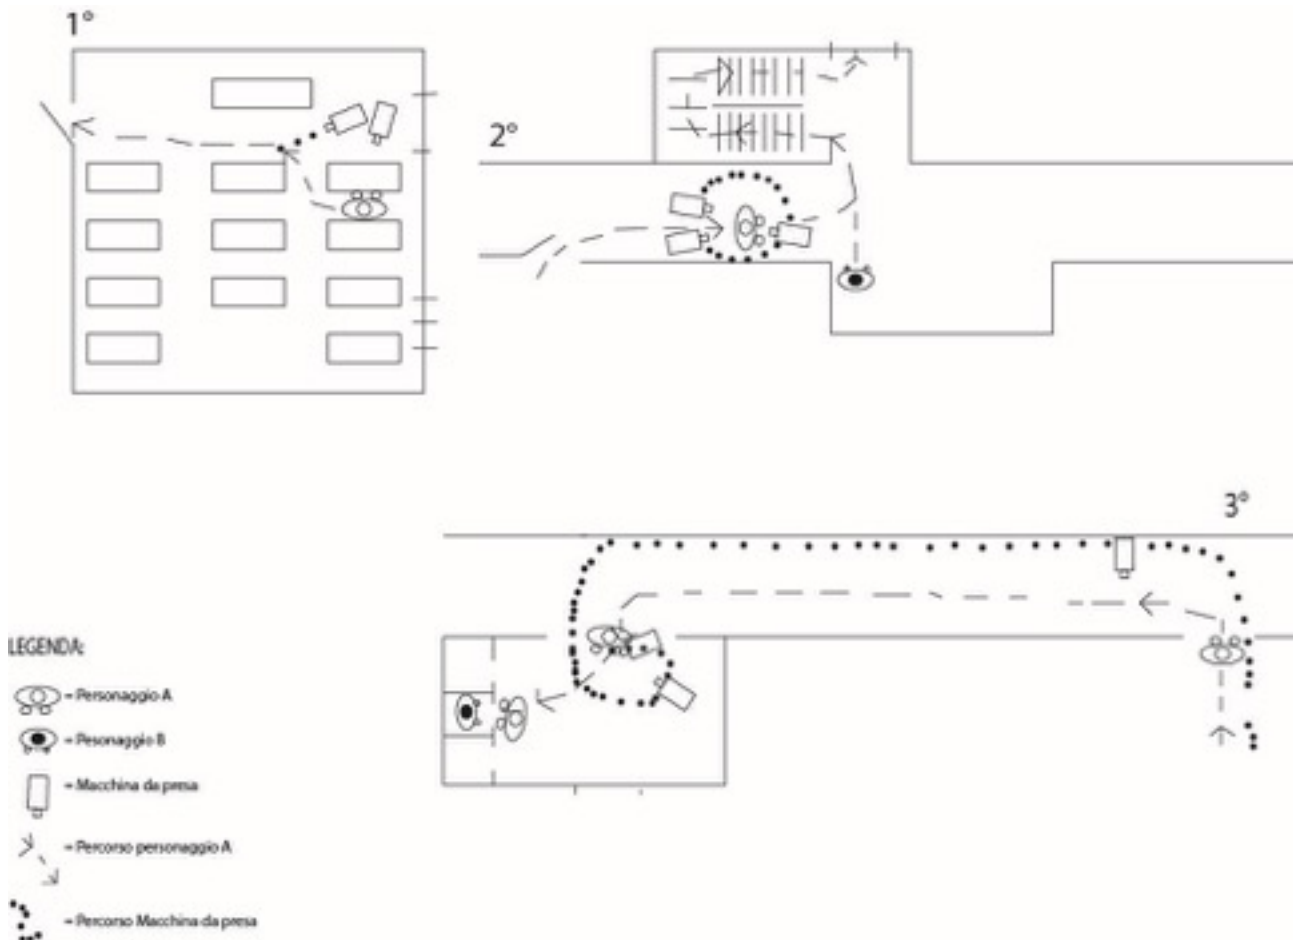 1°
2°
3°
LEGENDA:
= Personaggio A
= Pesonaggio B
= Macchina da presa
= Percorso personaggio A
= Percorso Macchina da presa